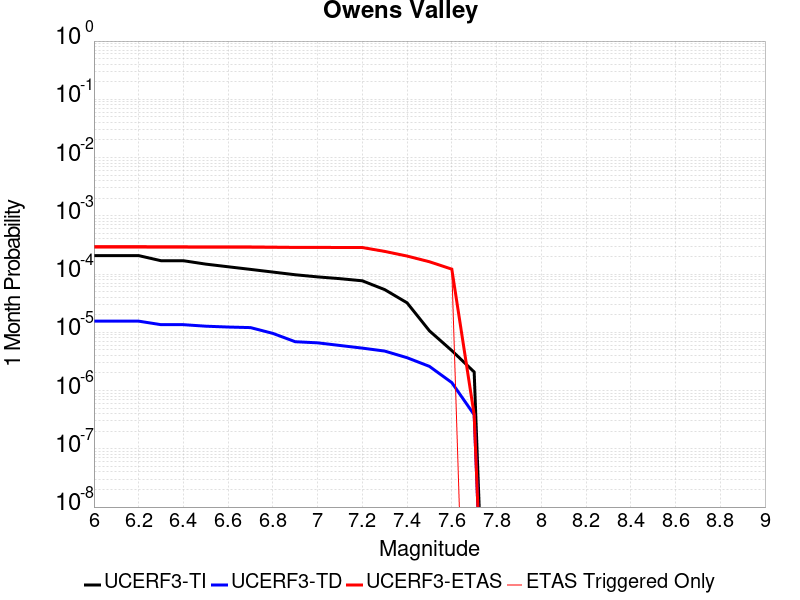 Owens Valley
1 Month Probability
10^0
10^-1
10^-2
10^-3
10^-4
10^-5
10^-6
10^-7
10^-8
6 6.2 6.4 6.6 6.8 7 7.2 7.4 7.6 7.8 8 8.2 8.4 8.6 8.8 9
Magnitude
UCERF3-TI UCERF3-TD UCERF3-ETAS ETAS Triggered Only